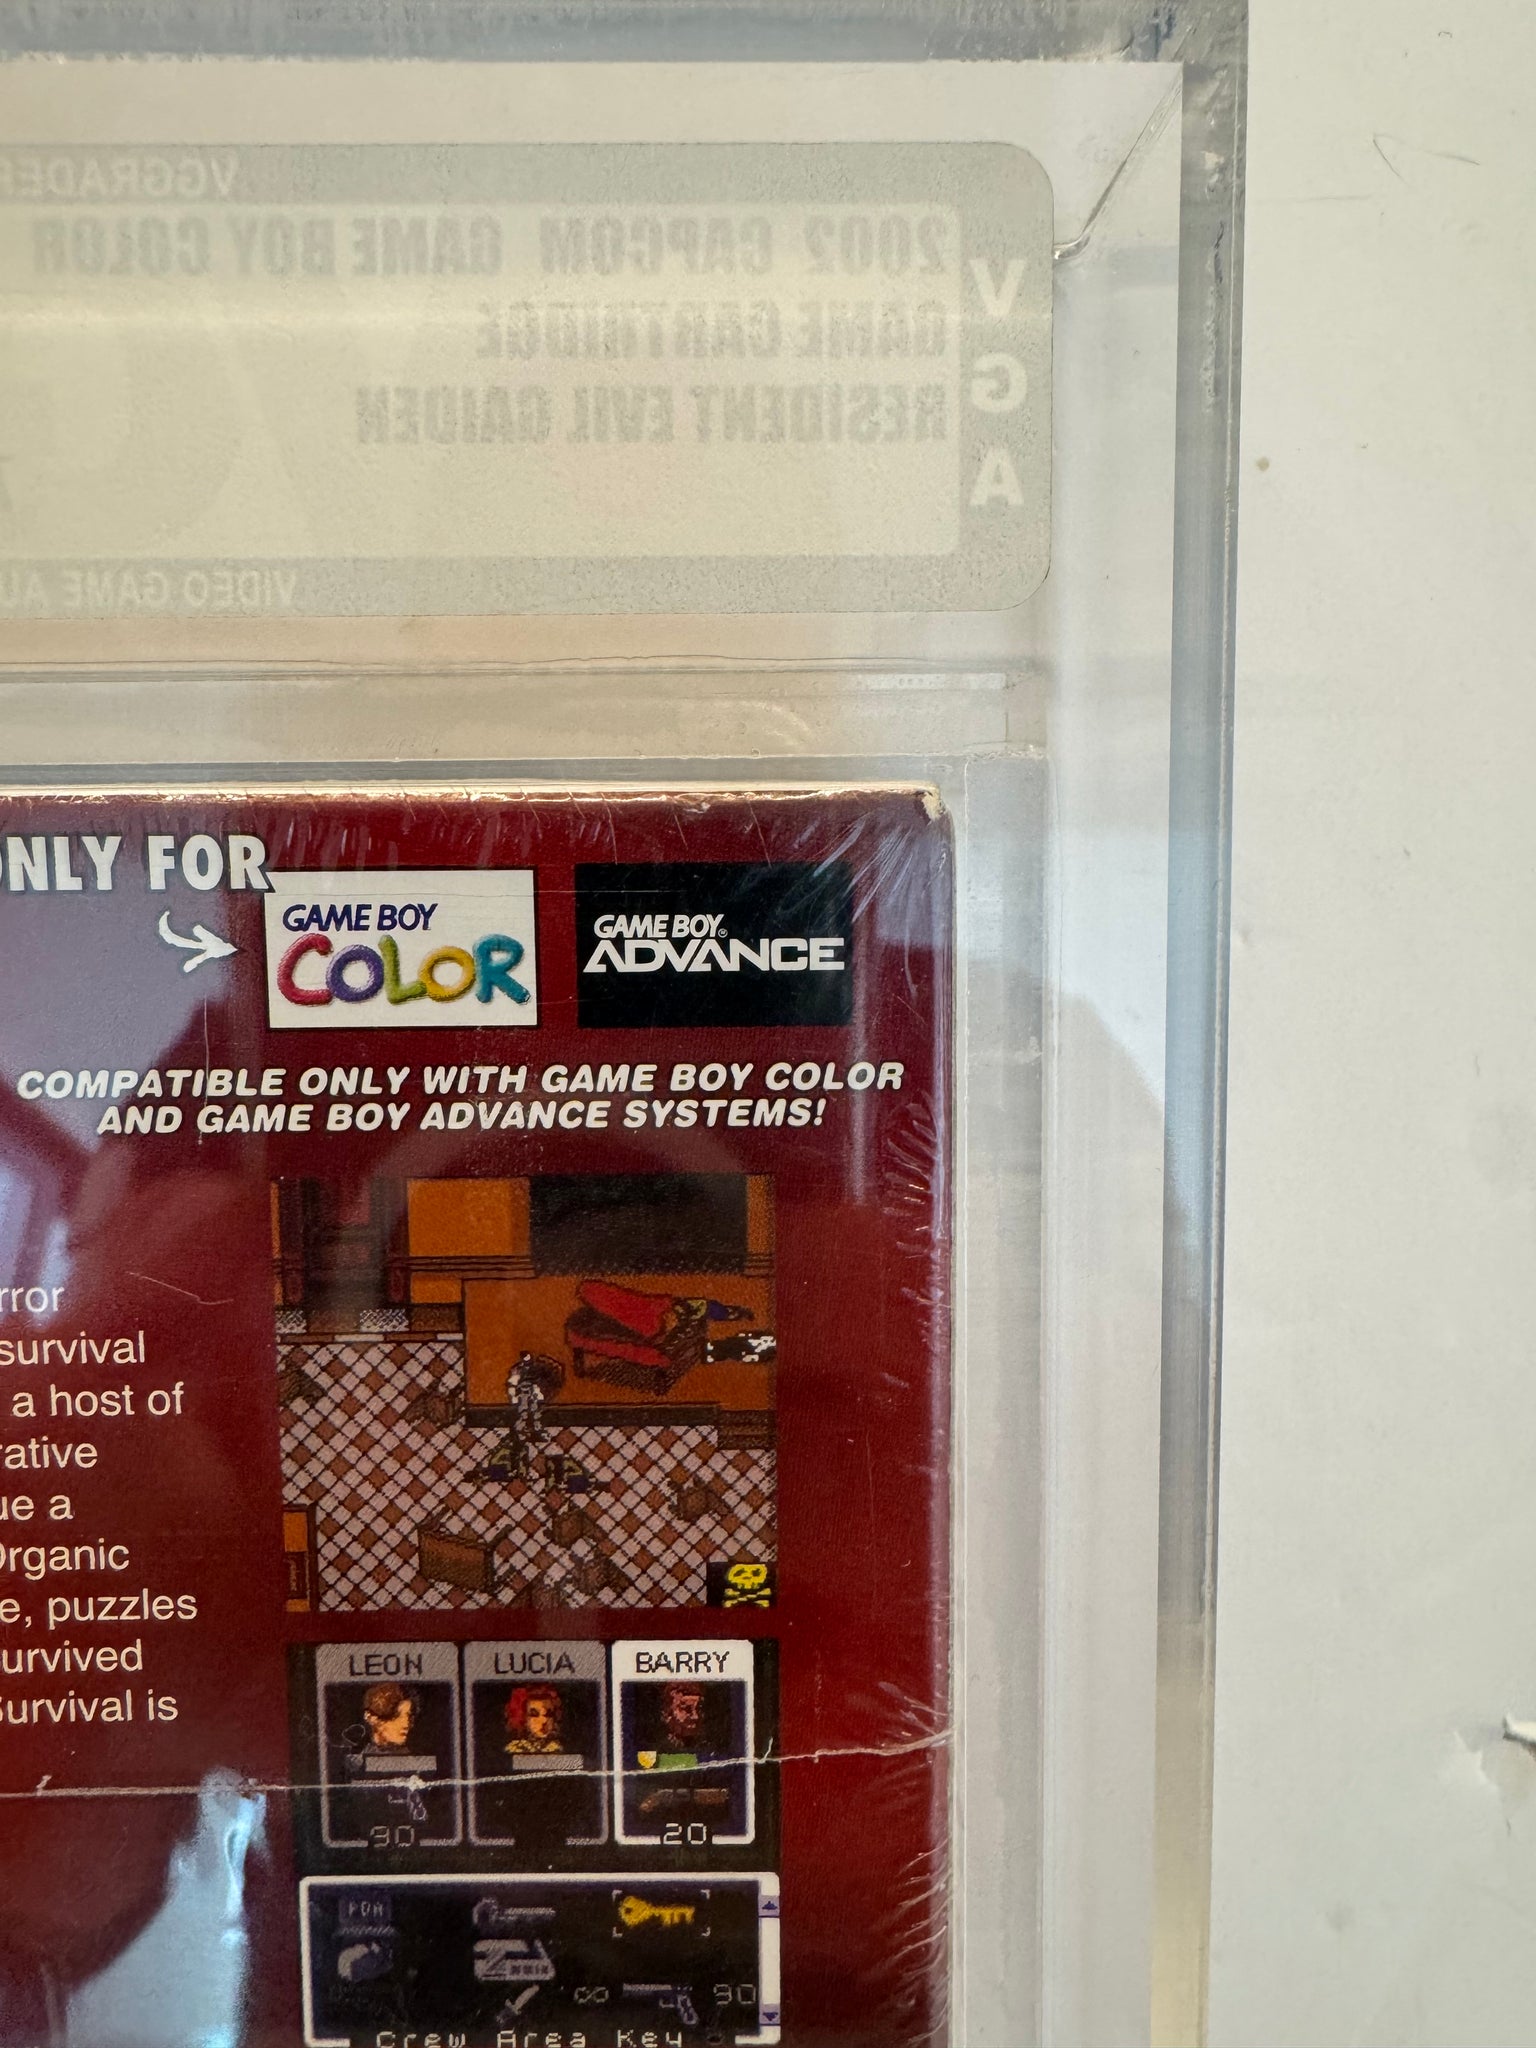 VGGRADER
2002 CAPCOM GAME BOY COLOR
GAME CARTRIDGE
RESIDENT EVIL GAIDEN
V
G
A
VIDEO GAME AU
ONLY FOR
GAME BOY
COLOR
GAME BOY®
ADVANCE
COMPATIBLE ONLY WITH GAME BOY COLOR
AND GAME BOY ADVANCE SYSTEMS!
rror
survival
a host of
rative
ue a
Organic
e, puzzles
urvived
Survival is
LEON
LUCIA
BARRY
90
20
PDA
∞
90
Crew Area Key